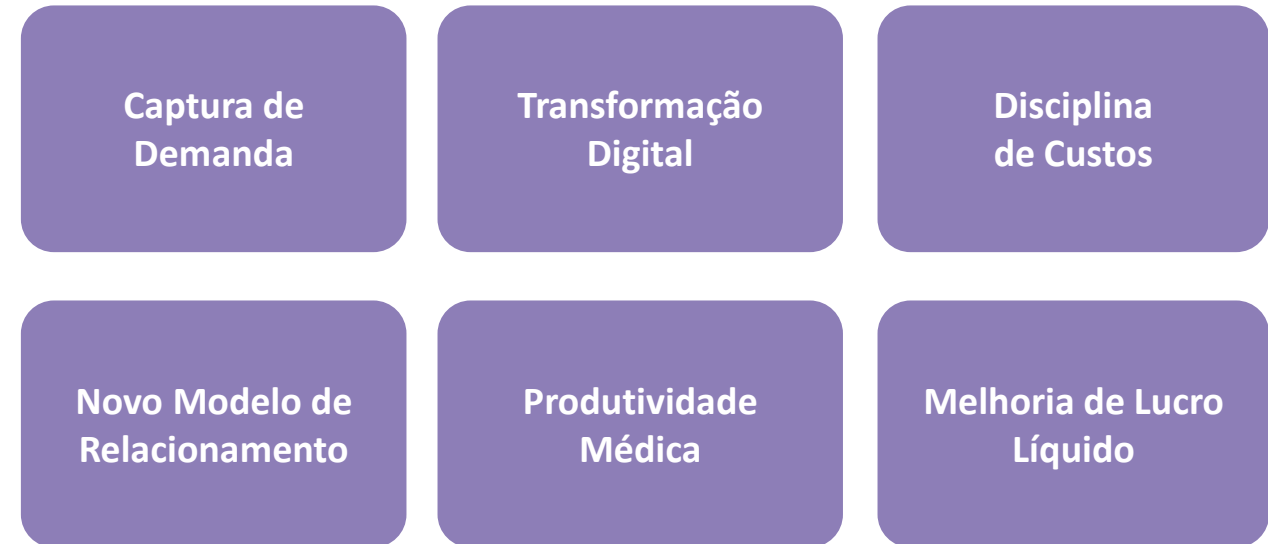 Captura de
Demanda
Transformação
Digital
Disciplina
de Custos
Novo Modelo de
Relacionamento
Produtividade
Médica
Melhoria de Lucro
Líquido